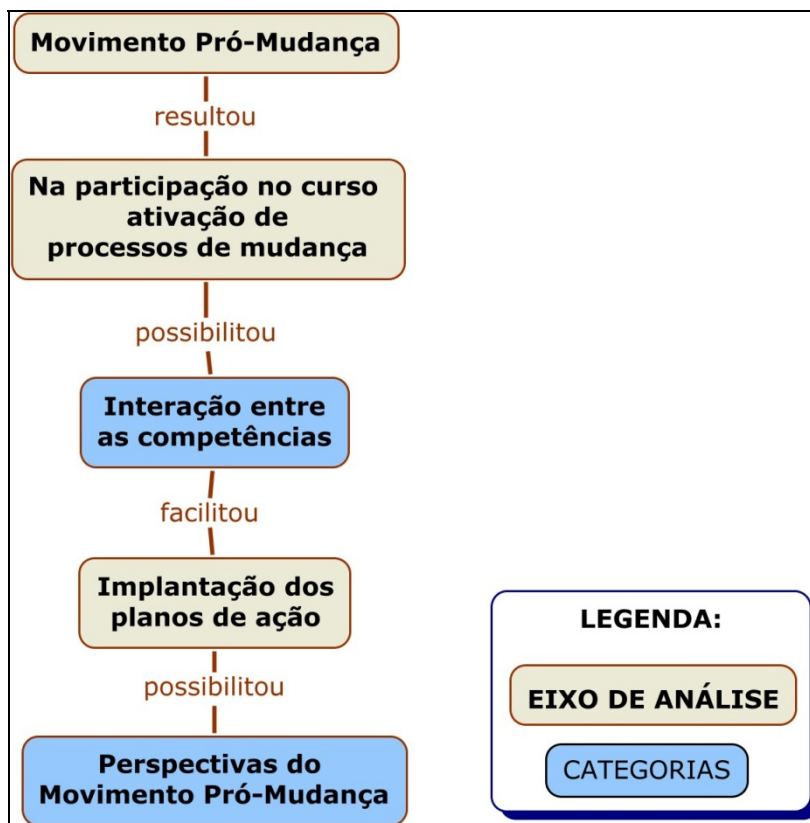 Movimento Pró-Mudança
resultou
Na participação no curso
ativação de
processos de mudança
possibilitou
Interação entre
as competências
facilitou
Implantação dos
planos de ação
possibilitou
Perspectivas do
Movimento Pró-Mudança
LEGENDA:
EIXO DE ANÁLISE
CATEGORIAS